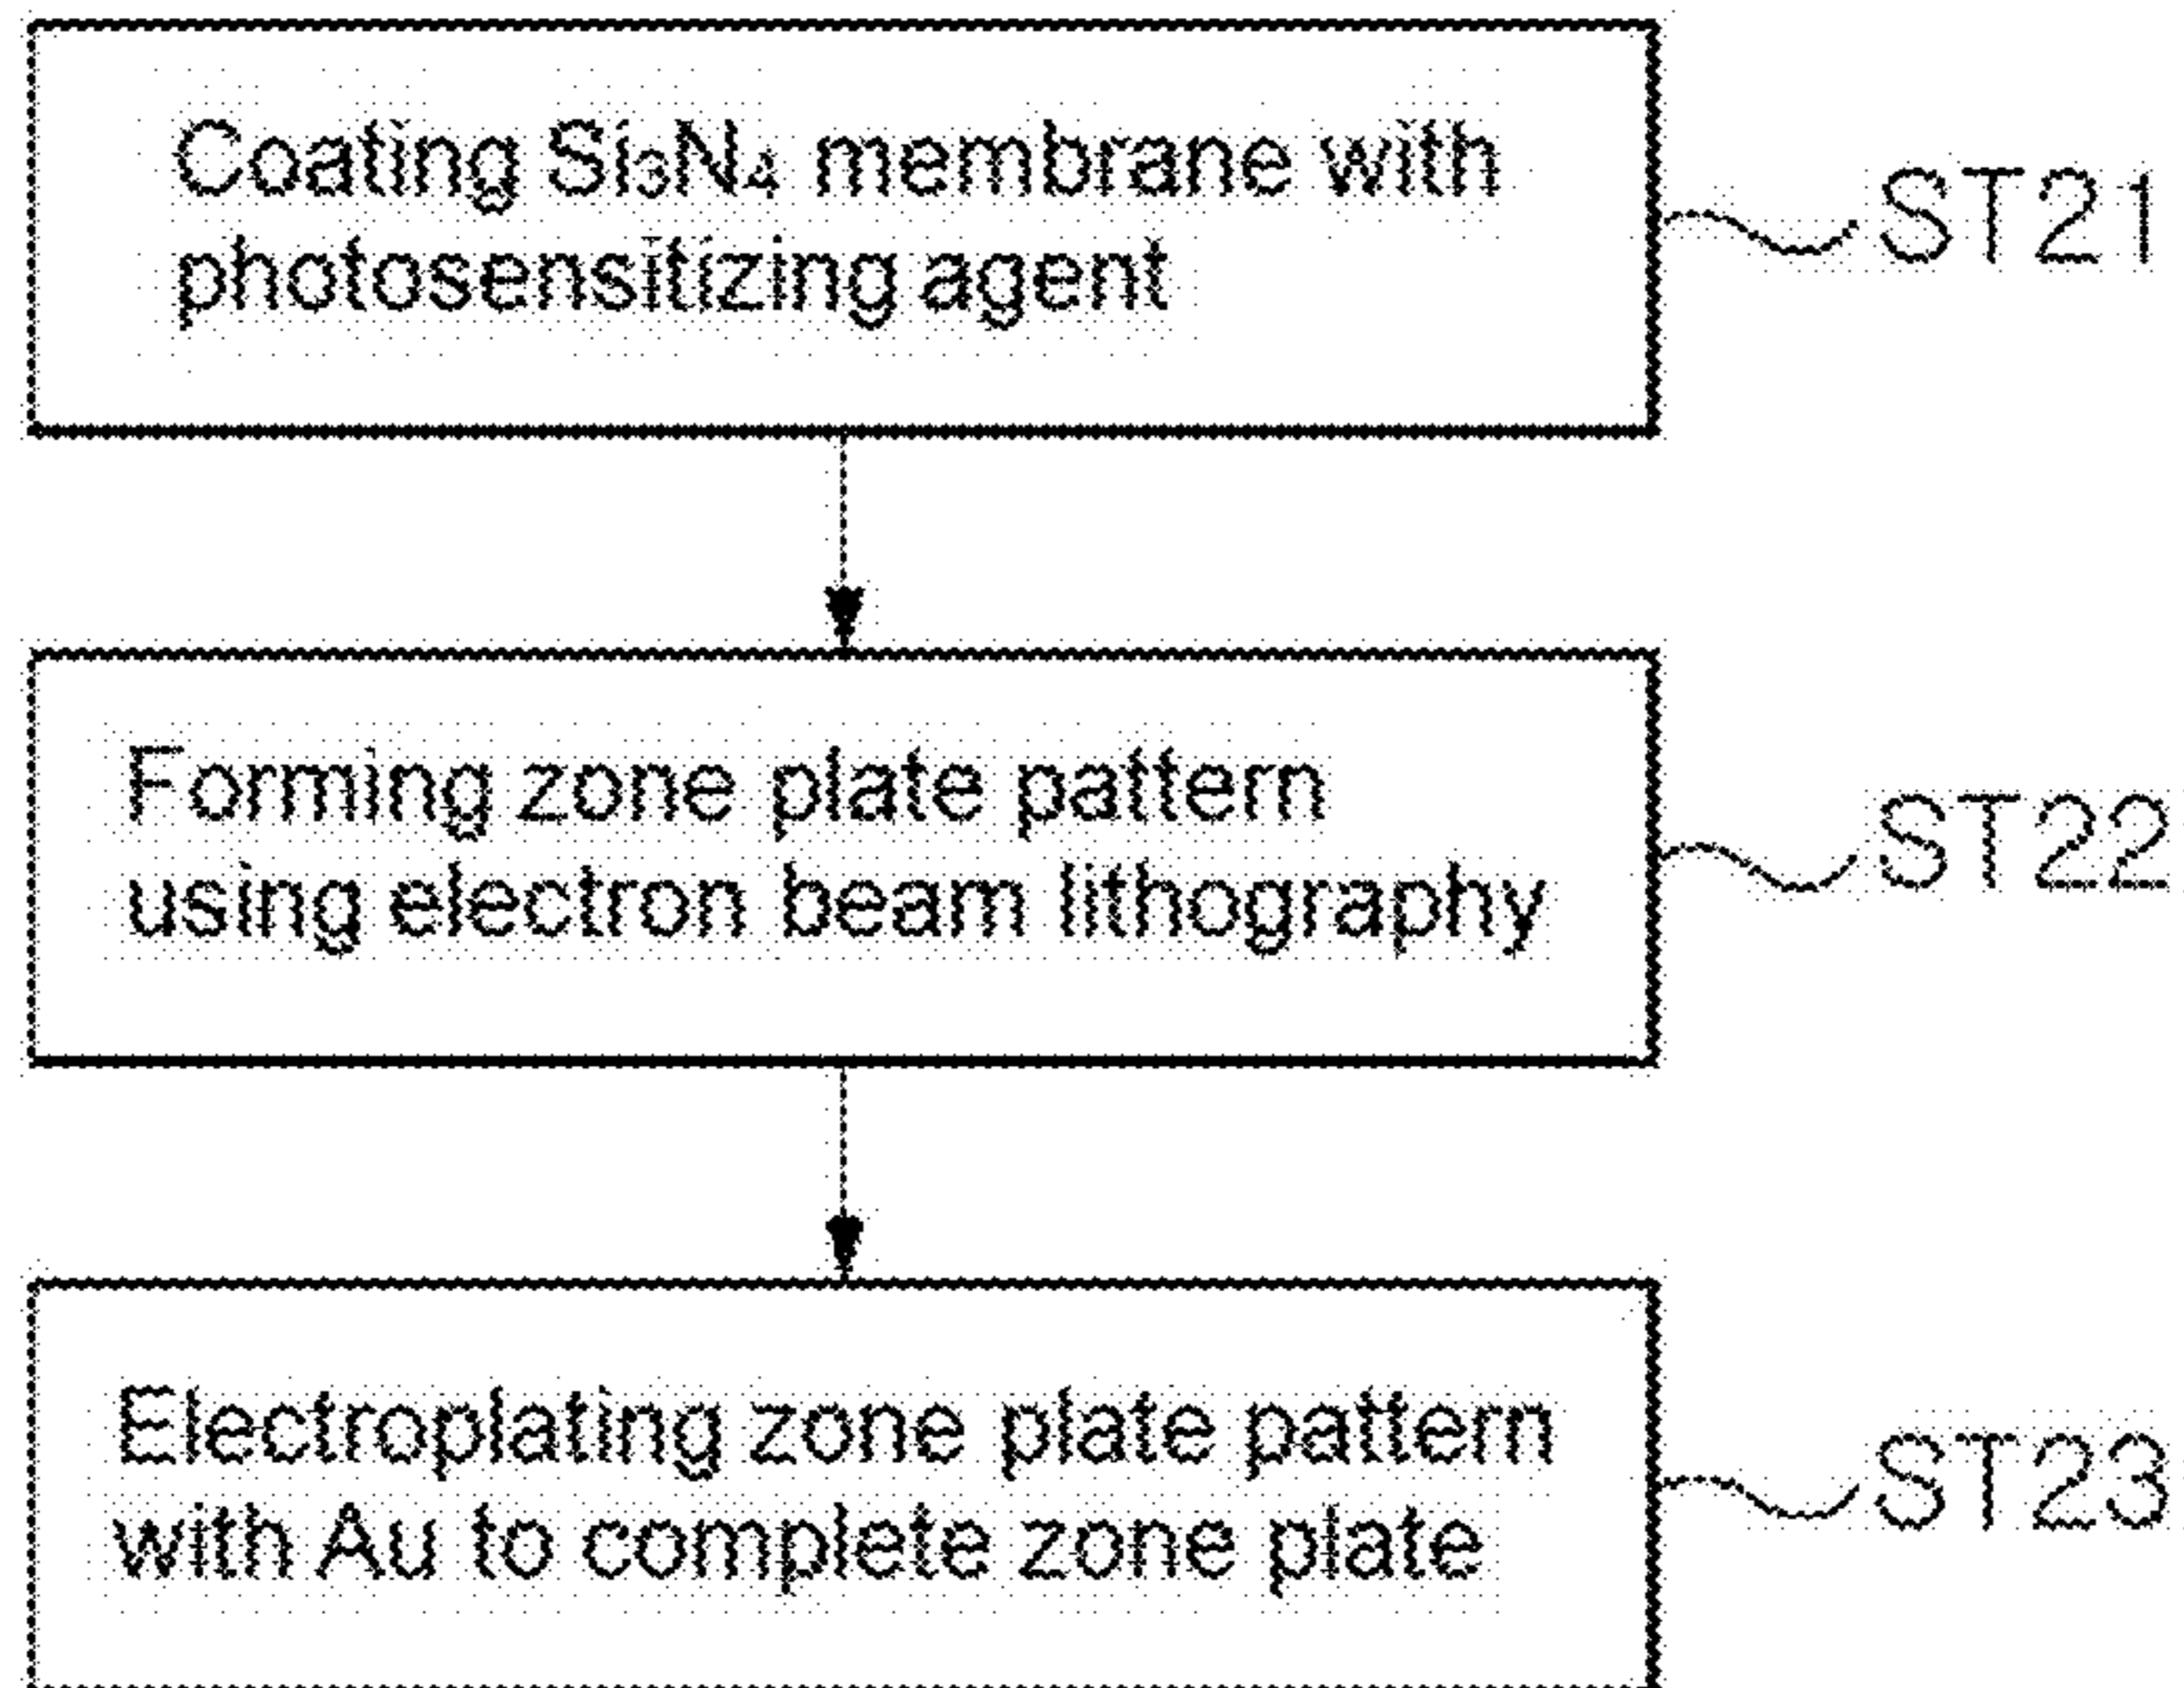 Coating Si₃N₄ membrane with
photosensitizing agent
ST21
Forming zone plate pattern
using electron beam lithography
ST22
Electroplating zone plate pattern
with Au to complete zone plate
ST23